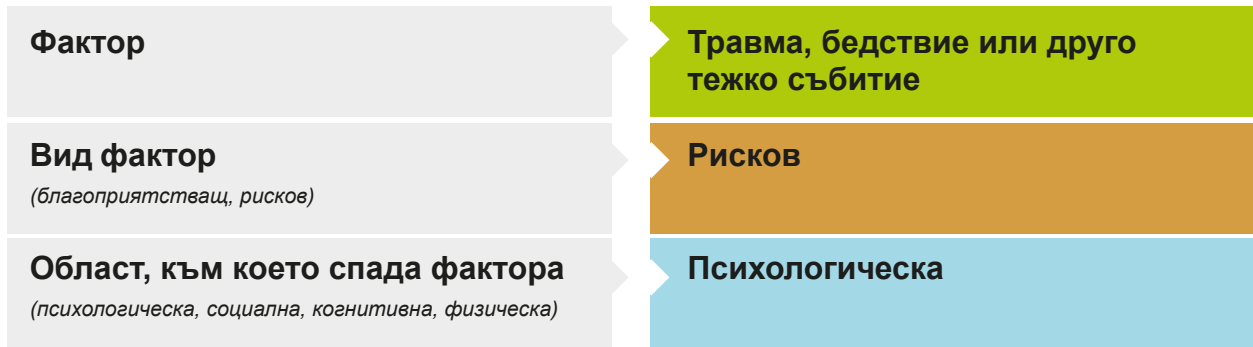 Фактор
Травма, бедствие или друго
тежко събитие
Вид фактор
(благоприятстващ, рисков)
Рисков
Област, към което спада фактора
(психологическа, социална, когнитивна, физическа)
Психологическа